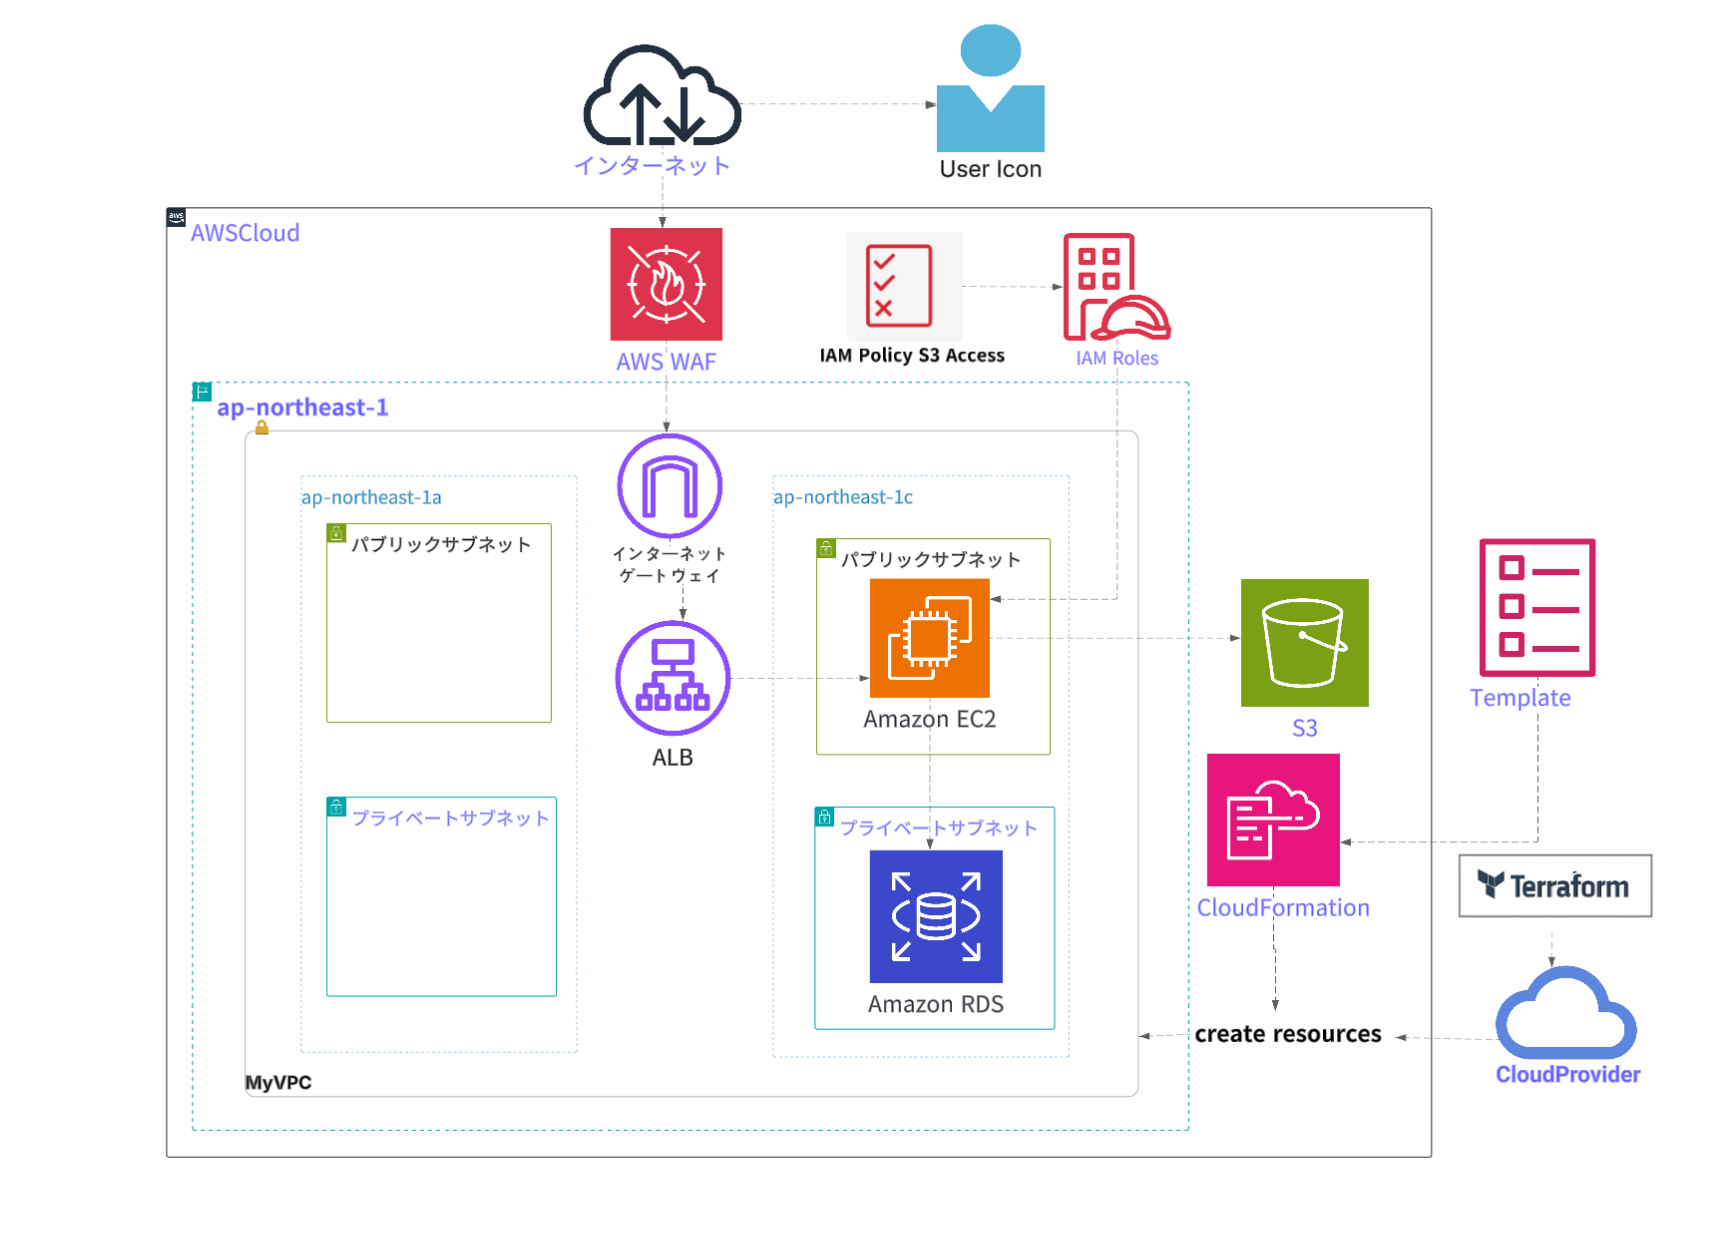 インターネット
User Icon
aws
AWSCloud
AWS WAF
IAM Policy S3 Access
IAM Roles
ap-northeast-1
ap-northeast-1a
ap-northeast-1c
パブリックサブネット
インターネット
ゲートウェイ
パブリックサブネット
Amazon EC2
ALB
S3
Template
プライベートサブネット
プライベートサブネット
Amazon RDS
CloudFormation
Terraform
create resources
CloudProvider
MyVPC